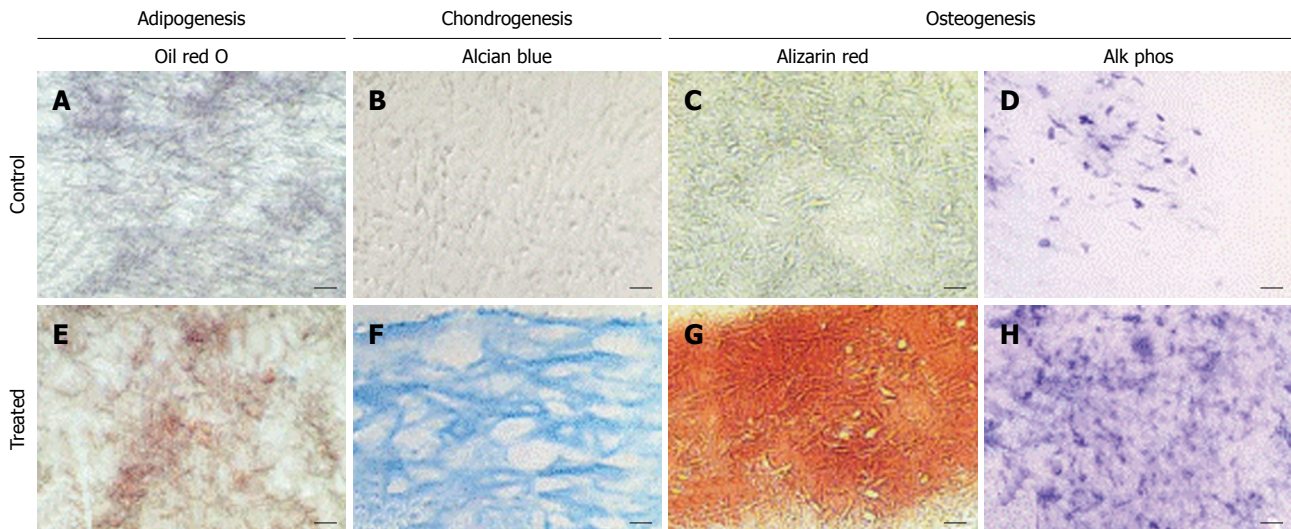 Adipogenesis Chondrogenesis Osteogenesis
Oil red O Alcian blue Alizarin red Alk phos
Control
A B C D
Treated
E F G H